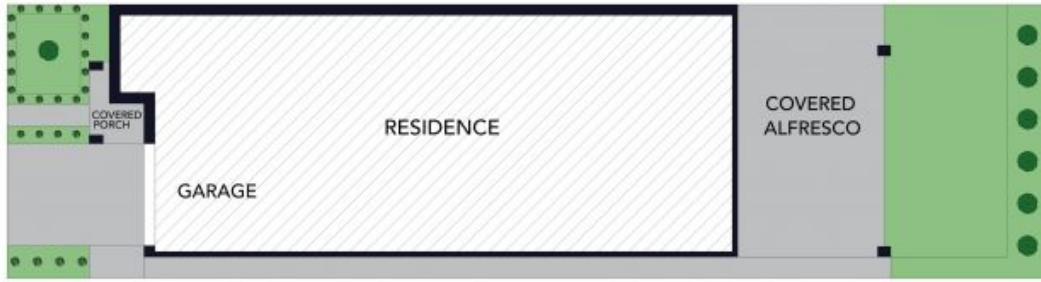 COVERED
PORCH
RESIDENCE
COVERED
ALFRESCO
GARAGE